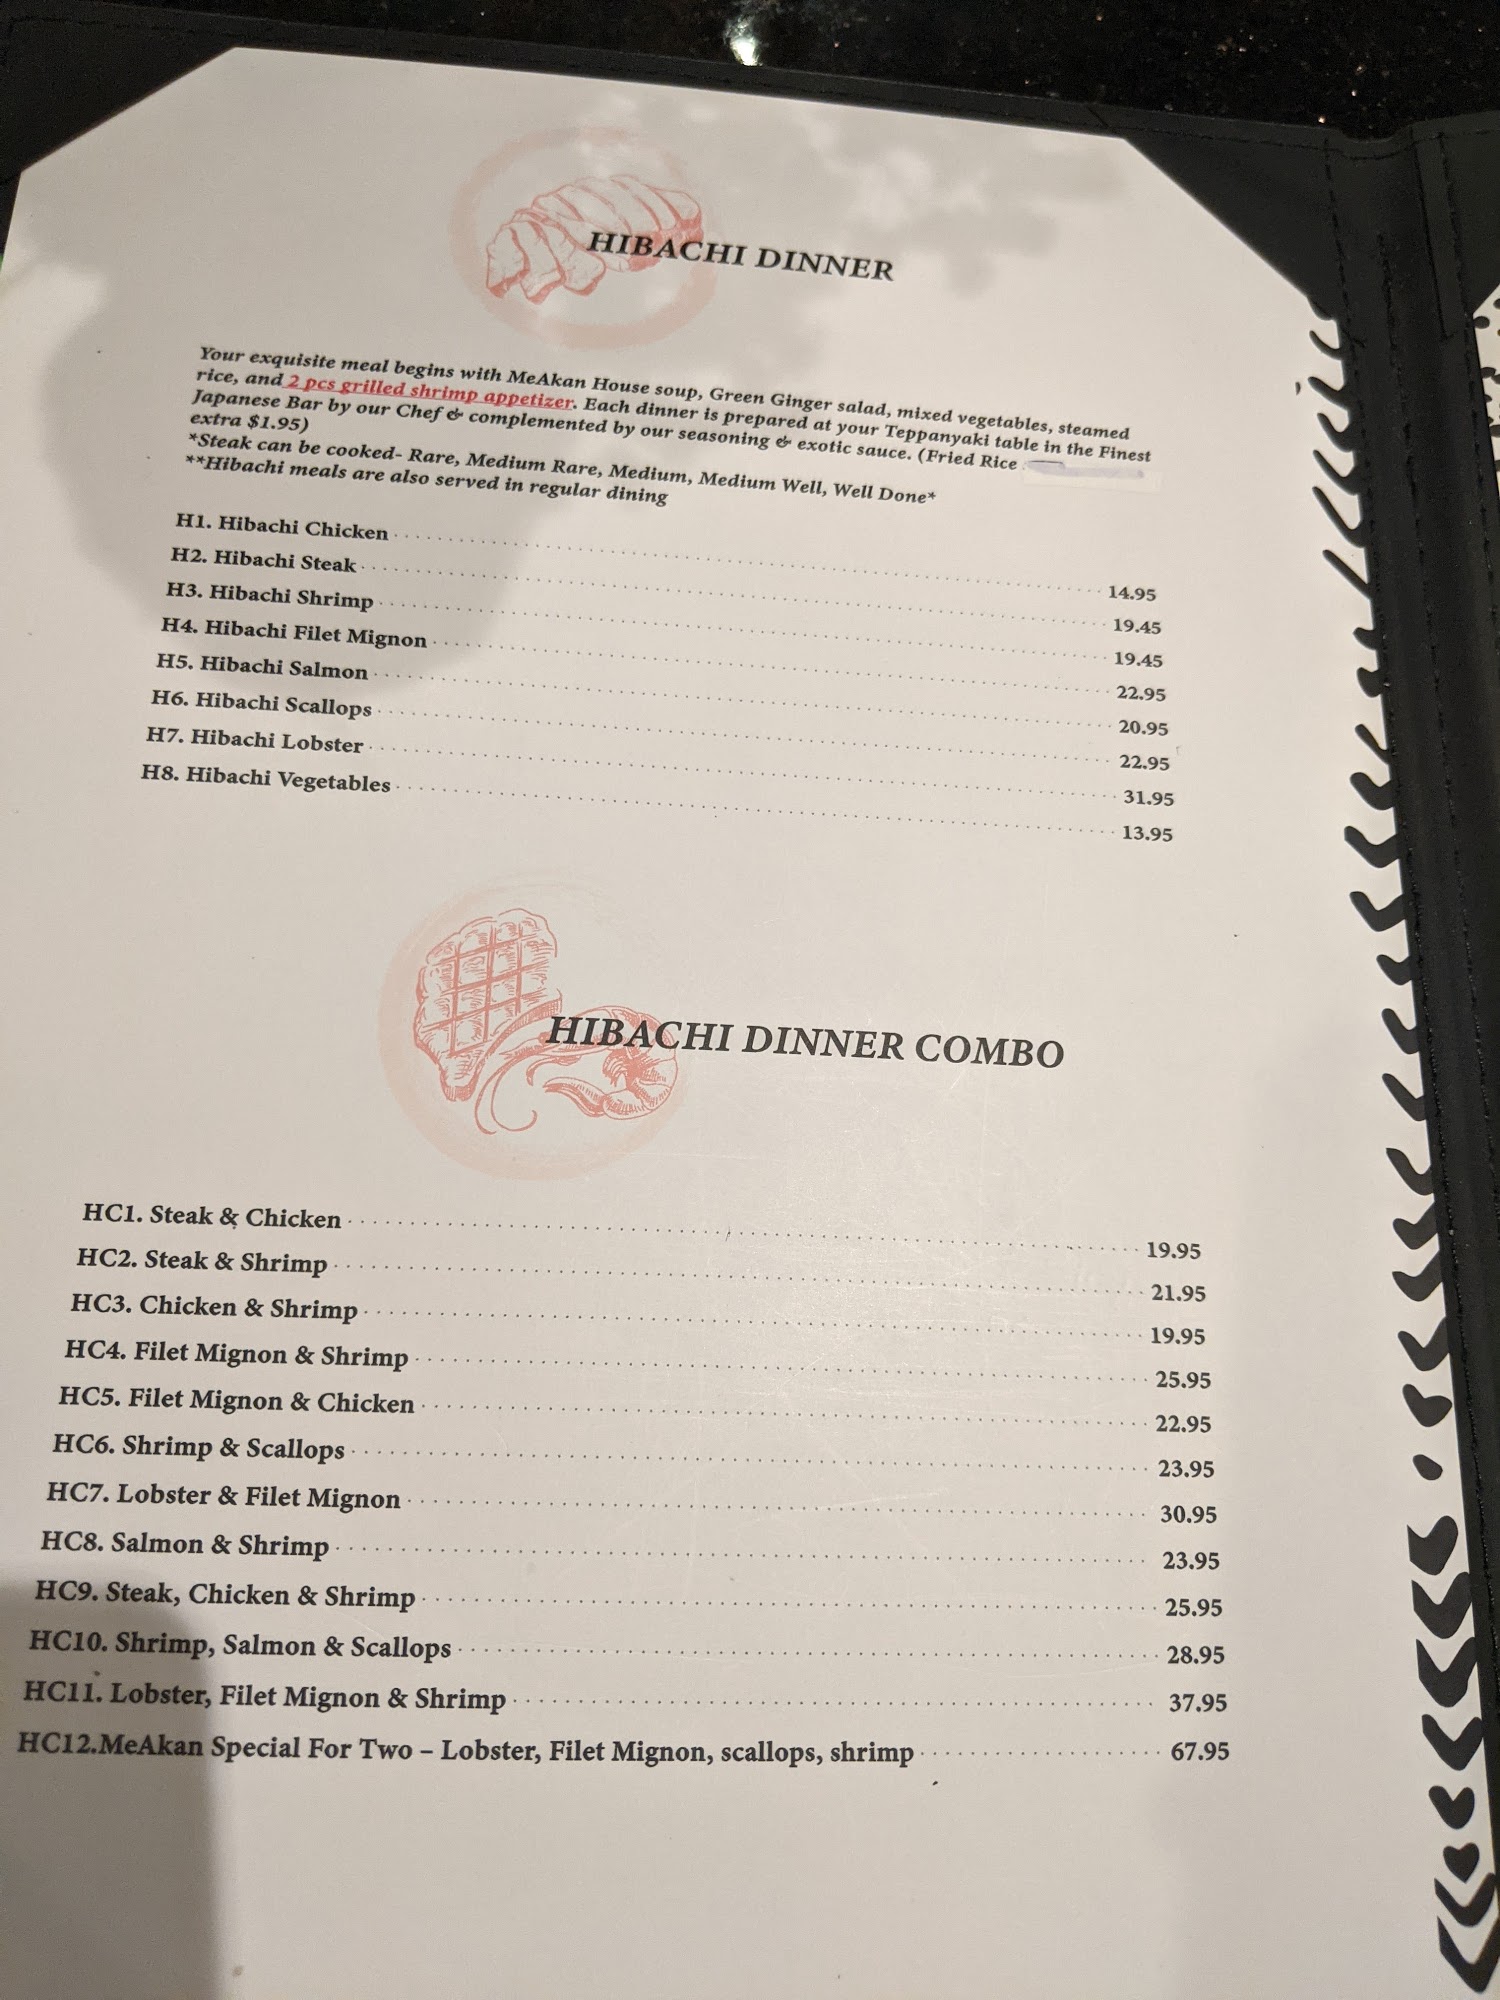 HIBACHI DINNER
Your exquisite meal begins with MeAkan House soup, Green Ginger salad, mixed vegetables, steamed
rice, and 2 pcs grilled shrimp appetizer. Each dinner is prepared at your Teppanyaki table in the Finest
Japanese Bar by our Chef & complemented by our seasoning & exotic sauce. (Fried Rice
extra $1.95)
*Steak can be cooked- Rare, Medium Rare, Medium, Medium Well, Well Done*
**Hibachi meals are also served in regular dining
H1. Hibachi Chicken 14.95
H2. Hibachi Steak 19.45
H3. Hibachi Shrimp 19.45
H4. Hibachi Filet Mignon 22.95
H5. Hibachi Salmon 20.95
H6. Hibachi Scallops 22.95
H7. Hibachi Lobster 31.95
H8. Hibachi Vegetables 13.95
HIBACHI DINNER COMBO
HC1. Steak & Chicken 19.95
HC2. Steak & Shrimp 21.95
HC3. Chicken & Shrimp 19.95
HC4. Filet Mignon & Shrimp 25.95
HC5. Filet Mignon & Chicken 22.95
HC6. Shrimp & Scallops 23.95
HC7. Lobster & Filet Mignon 30.95
HC8. Salmon & Shrimp 23.95
HC9. Steak, Chicken & Shrimp 25.95
HC10. Shrimp, Salmon & Scallops 28.95
HC11. Lobster, Filet Mignon & Shrimp 37.95
HC12.MeAkan Special For Two – Lobster, Filet Mignon, scallops, shrimp 67.95